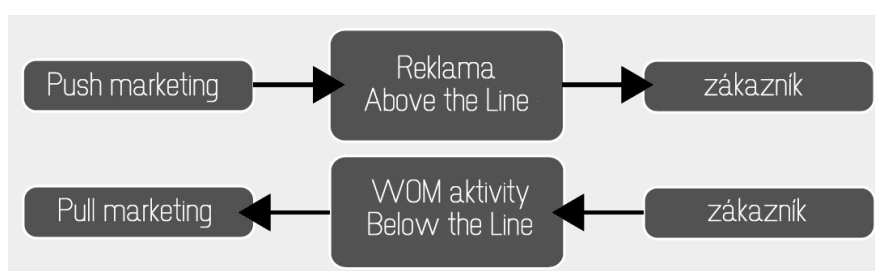 Push marketing
Reklama
Above the Line
zákazník
Pull marketing
WOM aktivity
Below the Line
zákazník